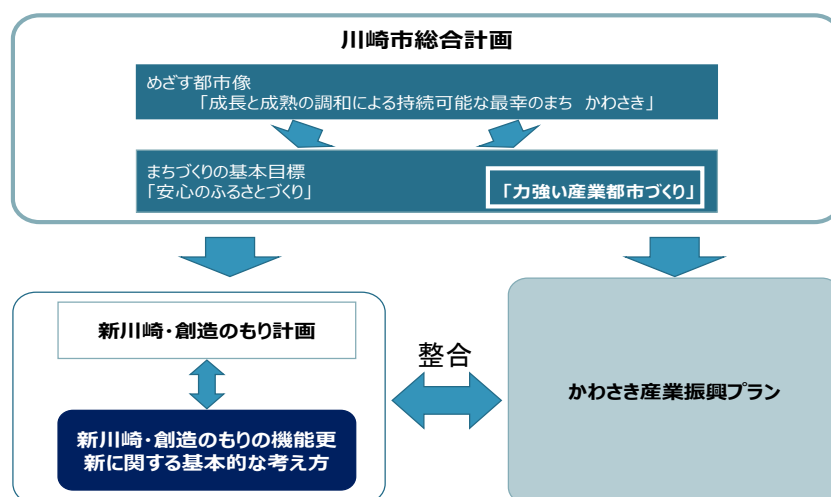 川崎市総合計画
めざす都市像
「成長と成熟の調和による持続可能な最幸のまち かわさき」
まちづくりの基本目標
「安心のふるさとづくり」
「力強い産業都市づくり」
新川崎・創造のもり計画
整合
かわさき産業振興プラン
新川崎・創造のもりの機能更
新に関する基本的な考え方